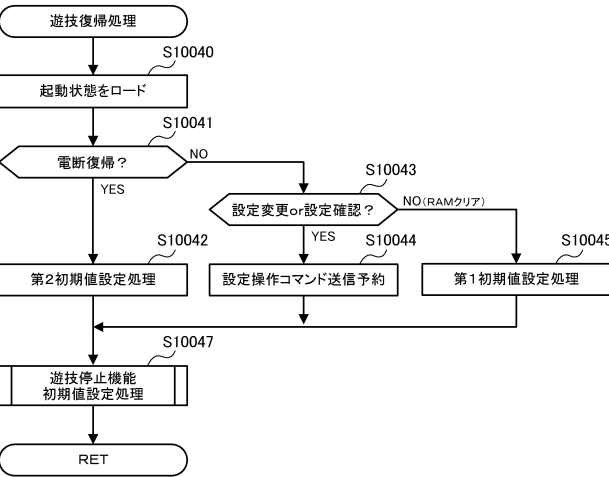 遊技復帰処理
S10040
起動状態をロード
S10041
電断復帰？
NO
YES
S10043
設定変更or設定確認？
NO(RAMクリア)
YES
S10042
第２初期値設定処理
S10044
設定操作コマンド送信予約
S10045
第１初期値設定処理
S10047
遊技停止機能
初期値設定処理
RET